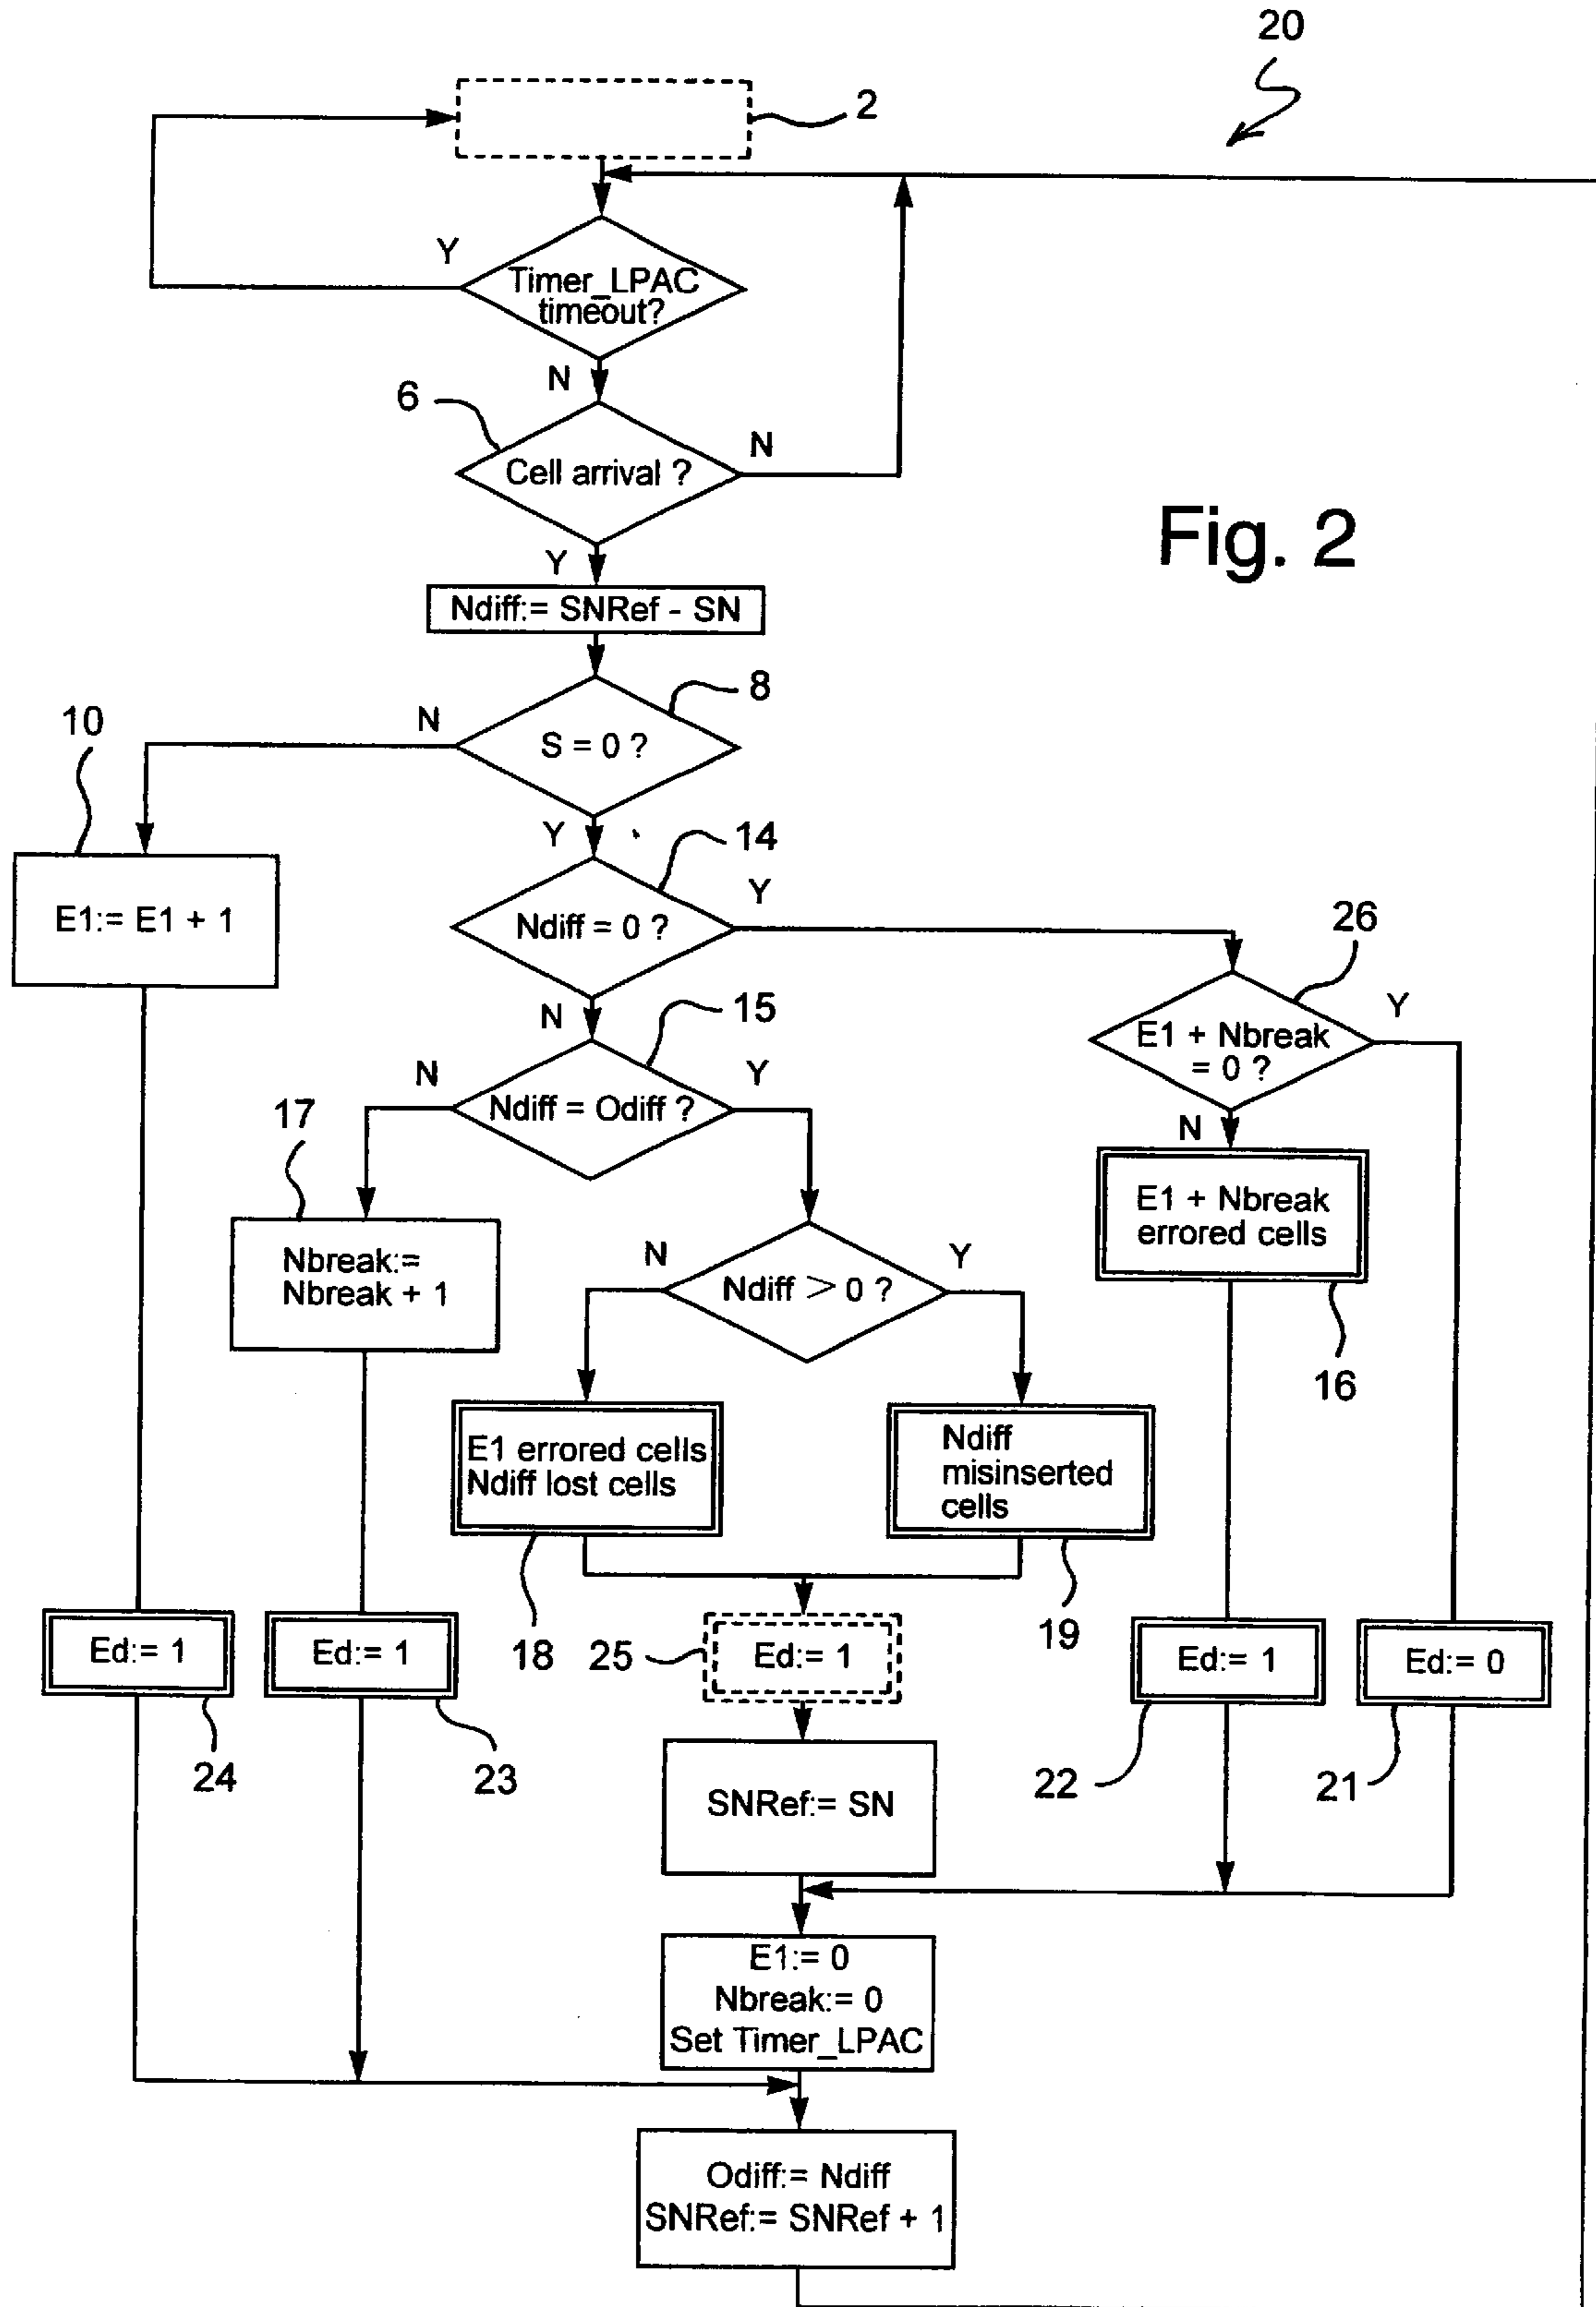 20
2
Y
Timer_LPAC
timeout?
N
6
Cell arrival ?
N
Fig. 2
Y
Ndiff:= SNRef - SN
8
N
S = 0 ?
10
Y
14
E1:= E1 + 1
Ndiff = 0 ?
Y
26
N
15
E1 + Nbreak
= 0 ?
Y
N
Ndiff = Odiff ?
Y
N
17
Nbreak:=
Nbreak + 1
E1 + Nbreak
errored cells
N
Ndiff > 0 ?
Y
16
E1 errored cells
Ndiff lost cells
Ndiff
misinserted
cells
18
19
Ed:= 1
Ed:= 1
25
Ed:= 1
Ed:= 1
Ed:= 0
24
23
22
21
SNRef:= SN
E1:= 0
Nbreak:= 0
Set Timer_LPAC
Odiff:= Ndiff
SNRef:= SNRef + 1